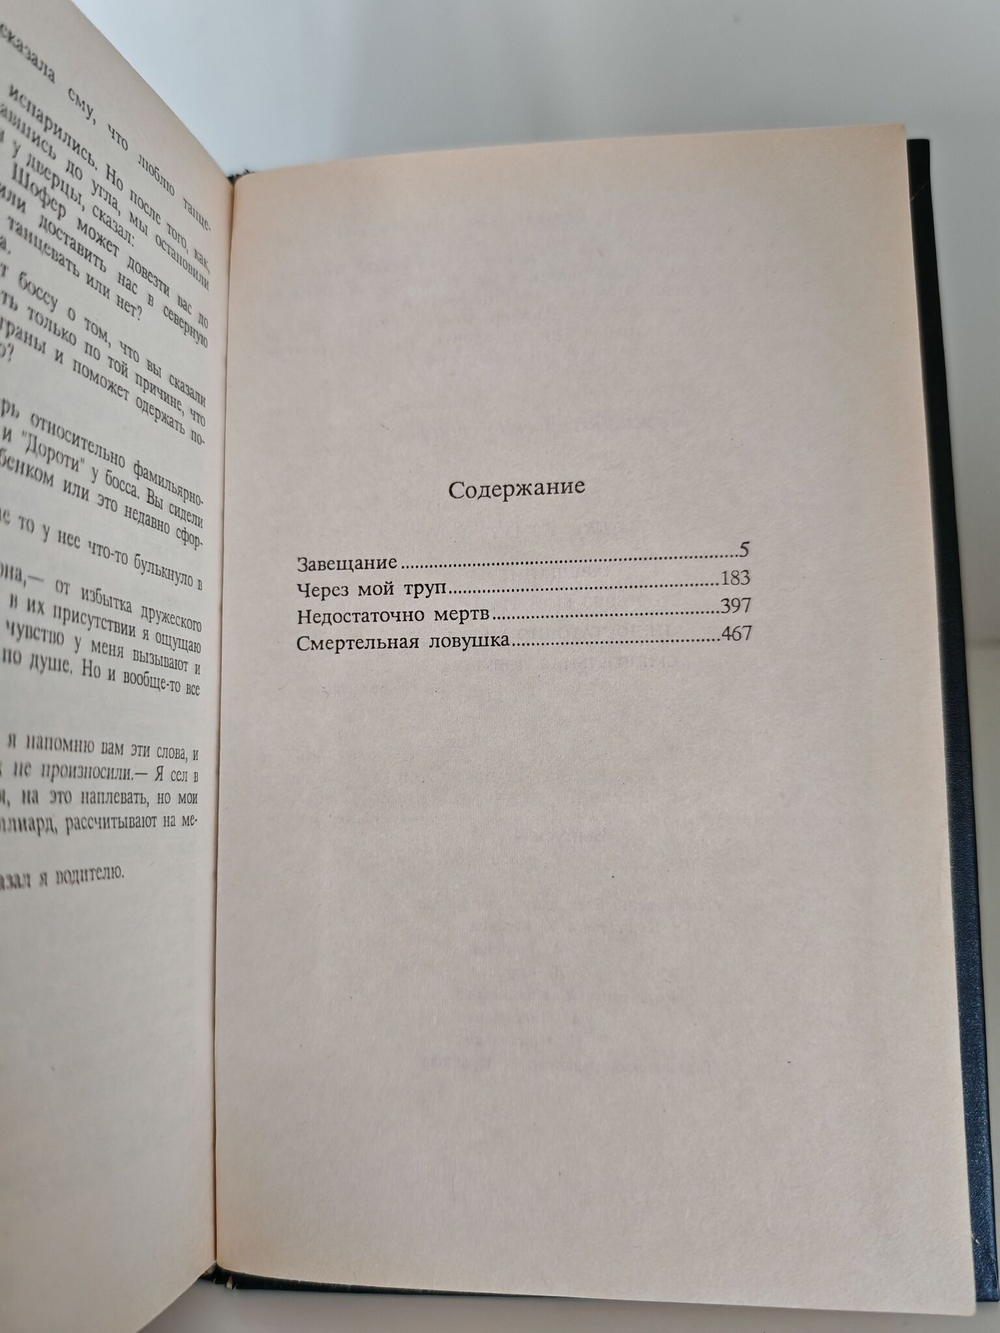 сказала ему, что люблю танце-
испарились. Но после того, как,
до угла, мы остановили
у дверцы, сказал:
Шофер может довезти вас до
доставить нас в северную
танцевать или нет?
боссу о том, что вы сказали
только по той причине, что
и поможет одержать по-
относительно фамильярно-
и "Дороти" у босса. Вы сидели
или это недавно сфор-
то у нее что-то булькнуло в
от избытка дружеского
в их присутствии я ощущаю
чувство у меня вызывают и
по душе. Но и вообще-то все
я напомню вам эти слова, и
не произносили.— Я сел в
на это наплевать, но мои
рассчитывают на ме-
я водителю.
Содержание
Завещание..................................................5
Через мой труп........................................183
Недостаточно мертв..................................397
Смертельная ловушка................................467